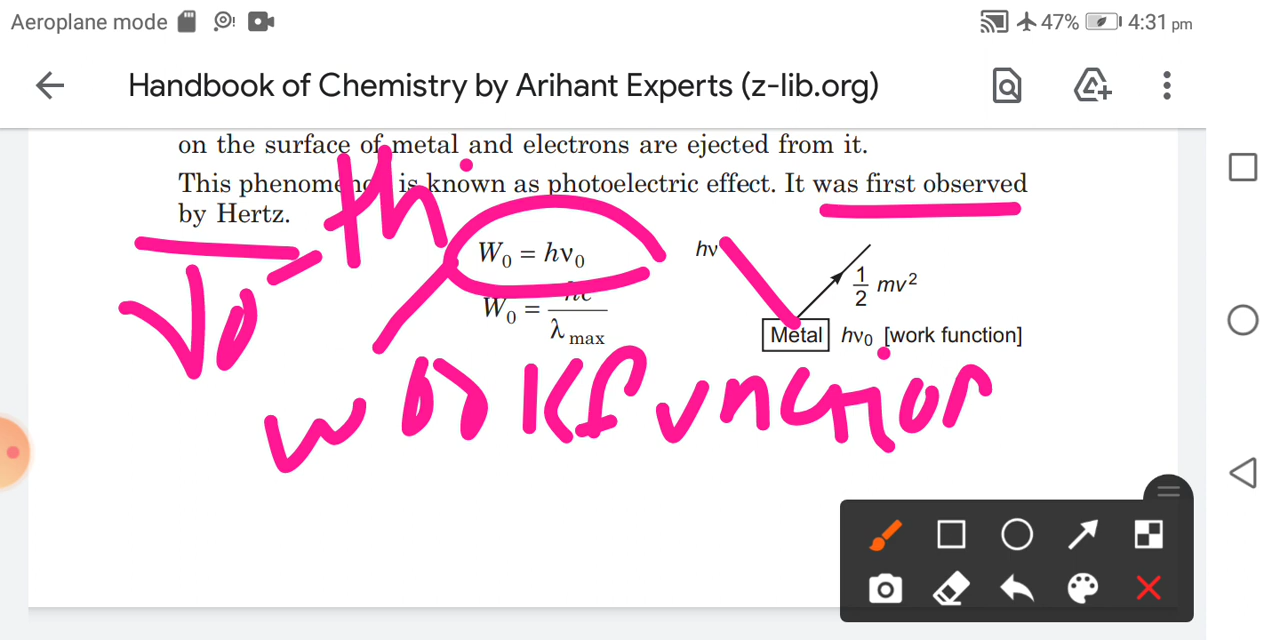 Aeroplane mode 47% 4:31 pm
Handbook of Chemistry by Arihant Experts (z-lib.org)
on the surface of metal and electrons are ejected from it.
This phenomenon is known as photoelectric effect. It was first observed
by Hertz.
ν₀ - th
W₀ = hν₀
W₀ = hc / λ max
hν
1/2 mv²
Metal hν₀ [work function]
work function